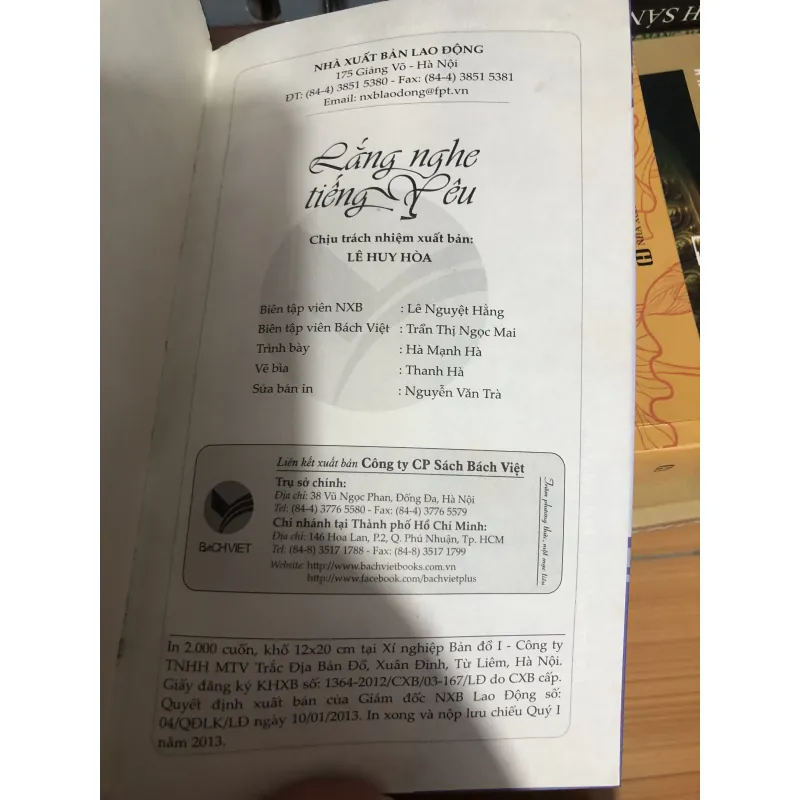 NHÀ XUẤT BẢN LAO ĐỘNG
175 Giảng Võ - Hà Nội
ĐT: (84-4) 3851 5380 - Fax: (84-4) 3851 5381
Email: nxblaodong@fpt.vn
Lắng nghe
tiếng Yêu
Chịu trách nhiệm xuất bản:
LÊ HUY HÒA
Biên tập viên NXB : Lê Nguyệt Hằng
Biên tập viên Bách Việt : Trần Thị Ngọc Mai
Trình bày : Hà Mạnh Hà
Vẽ bìa : Thanh Hà
Sửa bản in : Nguyễn Văn Trà
Liên kết xuất bản Công ty CP Sách Bách Việt
Trụ sở chính:
Địa chỉ: 38 Vũ Ngọc Phan, Đống Đa, Hà Nội
Tel: (84-4) 3776 5580 - Fax: (84-4) 3776 5579
Chi nhánh tại Thành phố Hồ Chí Minh:
Địa chỉ: 146 Hoa Lan, P.2, Q. Phú Nhuận, Tp. HCM
Tel: (84-8) 3517 1788 - Fax: (84-8) 3517 1799
Website: http://www.bachvietbooks.com.vn
http://www.facebook.com/bachvietplus
BACHVIET
Trăm phương thức, một mục tiêu
In 2.000 cuốn, khổ 12x20 cm tại Xí nghiệp Bản đồ I - Công ty
TNHH MTV Trắc Địa Bản Đồ, Xuân Đỉnh, Từ Liêm, Hà Nội.
Giấy đăng ký KHXB số: 1364-2012/CXB/03-167/LĐ do CXB cấp.
Quyết định xuất bản của Giám đốc NXB Lao Động số:
04/QĐLK/LĐ ngày 10/01/2013. In xong và nộp lưu chiểu Quý I
năm 2013.